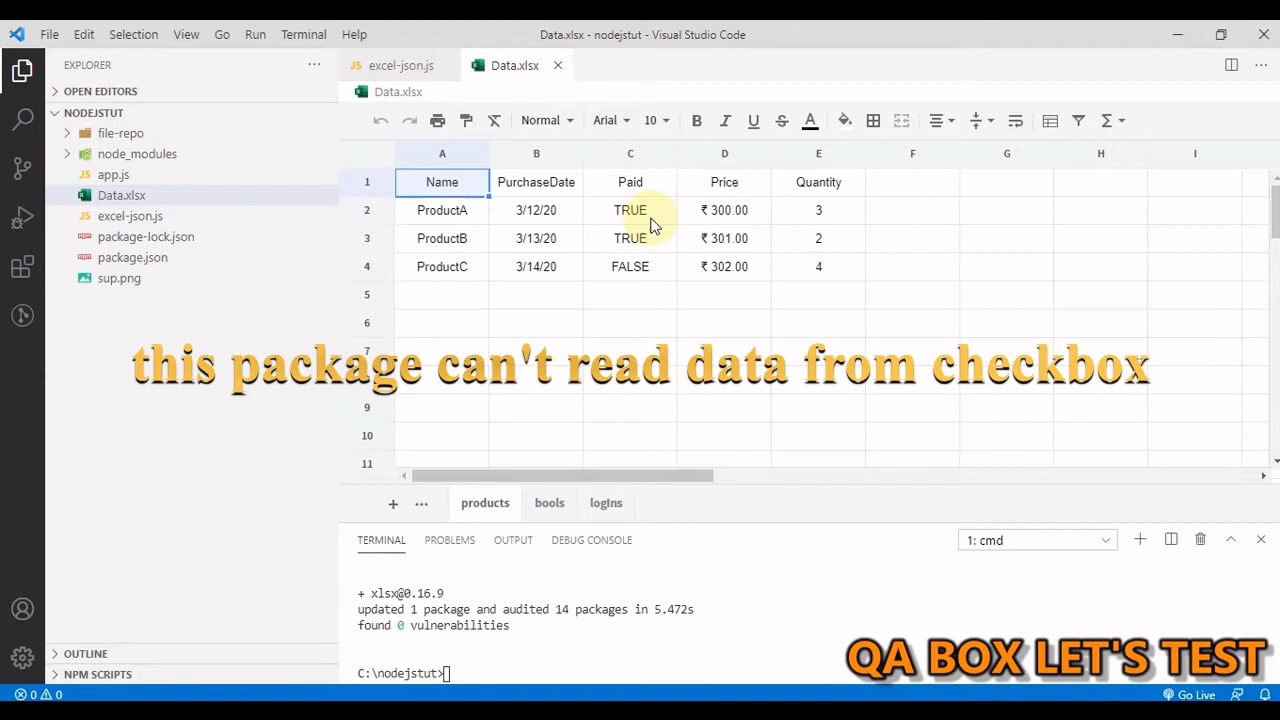 File Edit Selection View Go Run Terminal Help
Data.xlsx - nodejstut - Visual Studio Code
EXPLORER
OPEN EDITORS
NODEJSTUT
file-repo
node_modules
app.js
Data.xlsx
excel-json.js
package-lock.json
package.json
sup.png
OUTLINE
NPM SCRIPTS
JS excel-json.js
Data.xlsx
Data.xlsx
Normal Arial 10 B I U S A Σ
A B C D E F G H I
1 Name PurchaseDate Paid Price Quantity
2 ProductA 3/12/20 TRUE ₹ 300.00 3
3 ProductB 3/13/20 TRUE ₹ 301.00 2
4 ProductC 3/14/20 FALSE ₹ 302.00 4
5
6
7
this package can't read data from checkbox
9
10
11
products bools logIns
TERMINAL PROBLEMS OUTPUT DEBUG CONSOLE
1: cmd
+ xlsx@0.16.9
updated 1 package and audited 14 packages in 5.472s
found 0 vulnerabilities
C:\nodejstut>
QA BOX LET'S TEST
0 0
Go Live